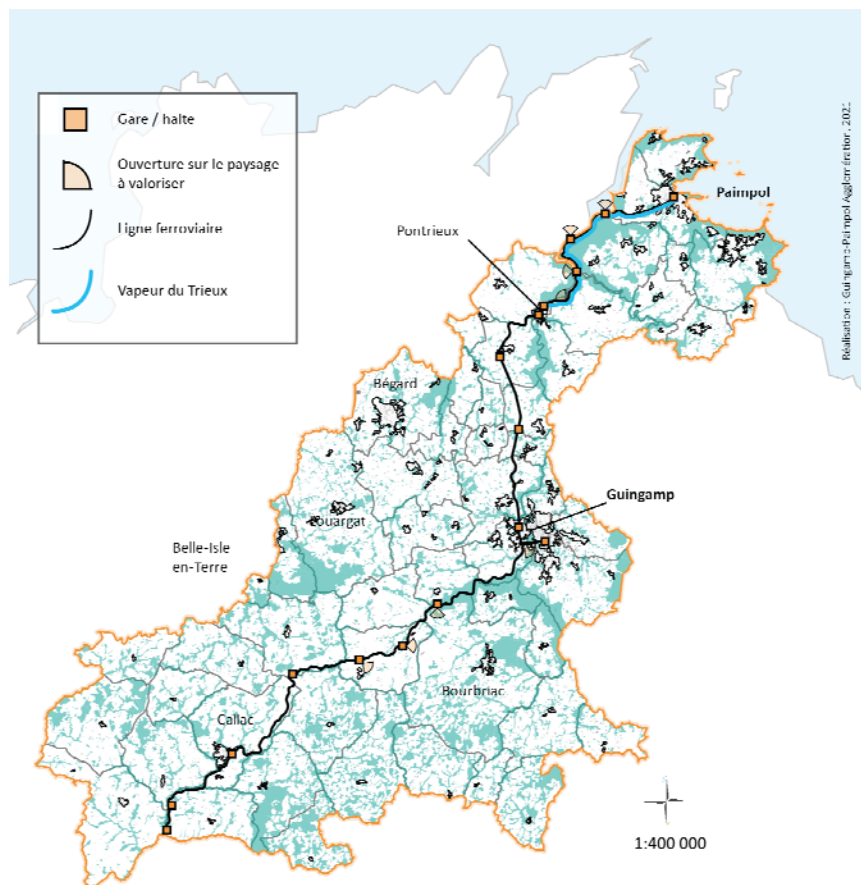 Gare / halte
Ouverture sur le paysage
à valoriser
Ligne ferroviaire
Vapeur du Trieux
Réalisation : Guingamp-Paimpol Agglomération, 2021
Paimpol
Pontrieux
Bégard
Guingamp
Louargat
Belle-Isle
en-Terre
Bourbriac
Callac
1:400 000